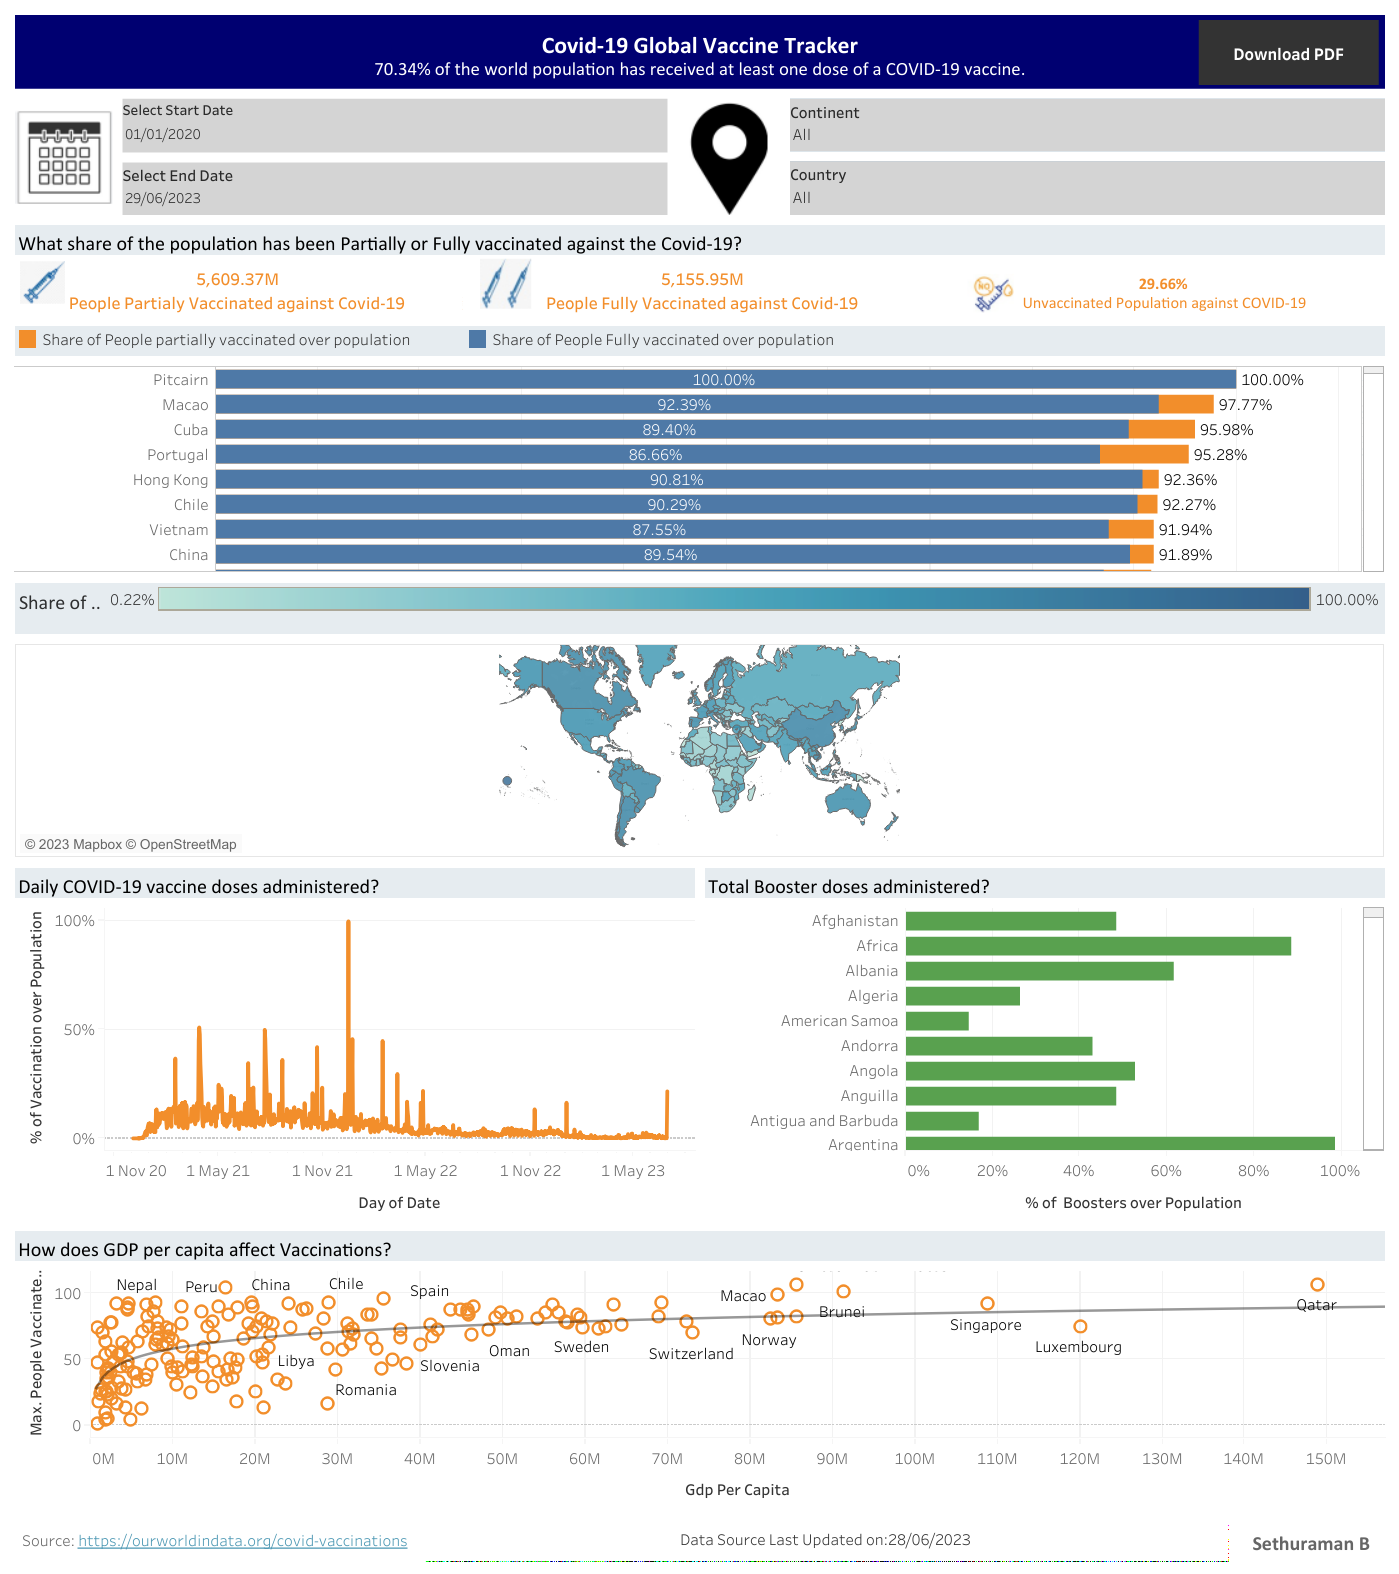 Covid-19 Global Vaccine Tracker
70.34% of the world population has received at least one dose of a COVID-19 vaccine.
Download PDF
Select Start Date
01/01/2020
Select End Date
29/06/2023
Continent
All
Country
All
What share of the population has been Partially or Fully vaccinated against the Covid-19?
5,609.37M
People Partialy Vaccinated against Covid-19
5,155.95M
People Fully Vaccinated against Covid-19
29.66%
Unvaccinated Population against COVID-19
Share of People partially vaccinated over population
Share of People Fully vaccinated over population
Pitcairn 100.00% 100.00%
Macao 92.39% 97.77%
Cuba 89.40% 95.98%
Portugal 86.66% 95.28%
Hong Kong 90.81% 92.36%
Chile 90.29% 92.27%
Vietnam 87.55% 91.94%
China 89.54% 91.89%
Share of .. 0.22% 100.00%
© 2023 Mapbox © OpenStreetMap
Daily COVID-19 vaccine doses administered?
% of Vaccination over Population
100%
50%
0%
1 Nov 20 1 May 21 1 Nov 21 1 May 22 1 Nov 22 1 May 23
Day of Date
Total Booster doses administered?
Afghanistan
Africa
Albania
Algeria
American Samoa
Andorra
Angola
Anguilla
Antigua and Barbuda
Argentina
0% 20% 40% 60% 80% 100%
% of Boosters over Population
How does GDP per capita affect Vaccinations?
Max. People Vaccinate..
100
50
0
Nepal Peru China Chile Spain Macao Brunei Qatar
Singapore
Libya Slovenia Oman Sweden Switzerland Norway Luxembourg
Romania
0M 10M 20M 30M 40M 50M 60M 70M 80M 90M 100M 110M 120M 130M 140M 150M
Gdp Per Capita
Source: https://ourworldindata.org/covid-vaccinations
Data Source Last Updated on:28/06/2023
Sethuraman B